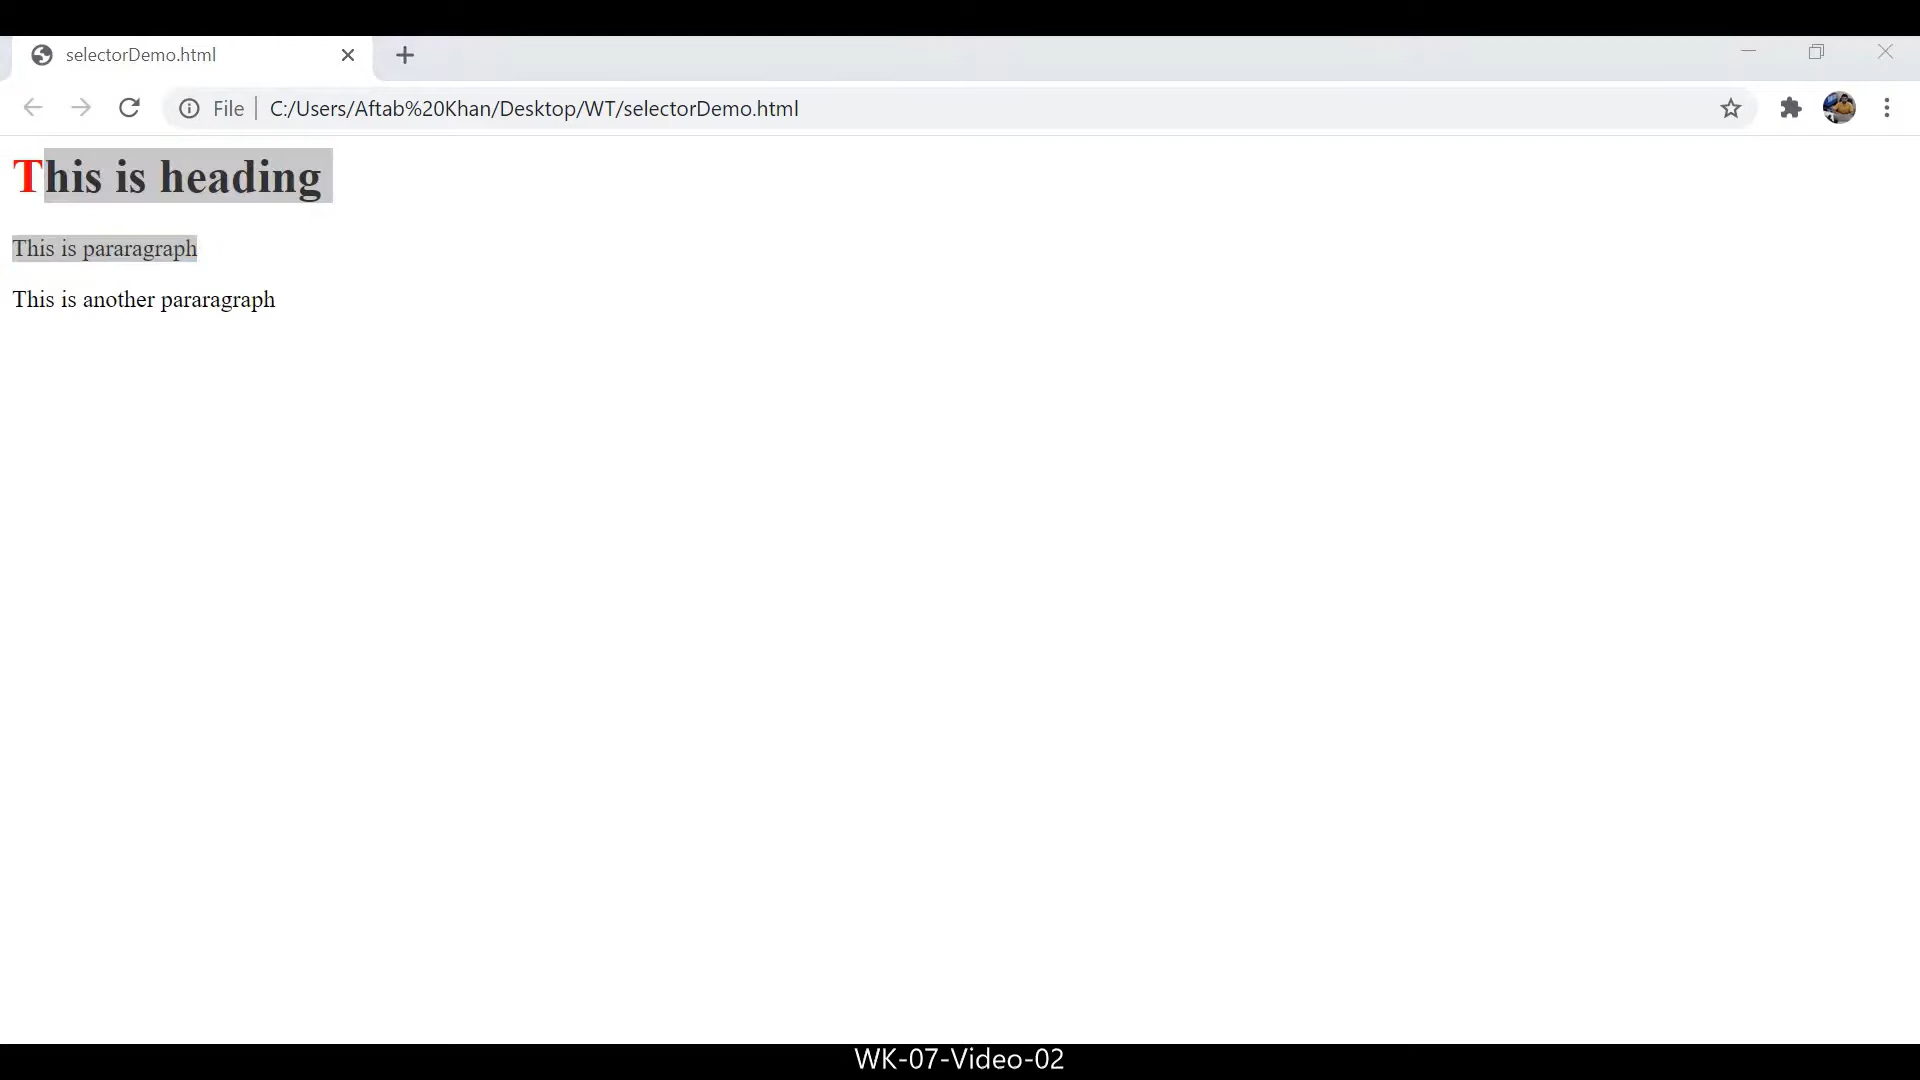 selectorDemo.html
File C:/Users/Aftab%20Khan/Desktop/WT/selectorDemo.html
This is heading
This is pararagraph
This is another pararagraph
WK-07-Video-02